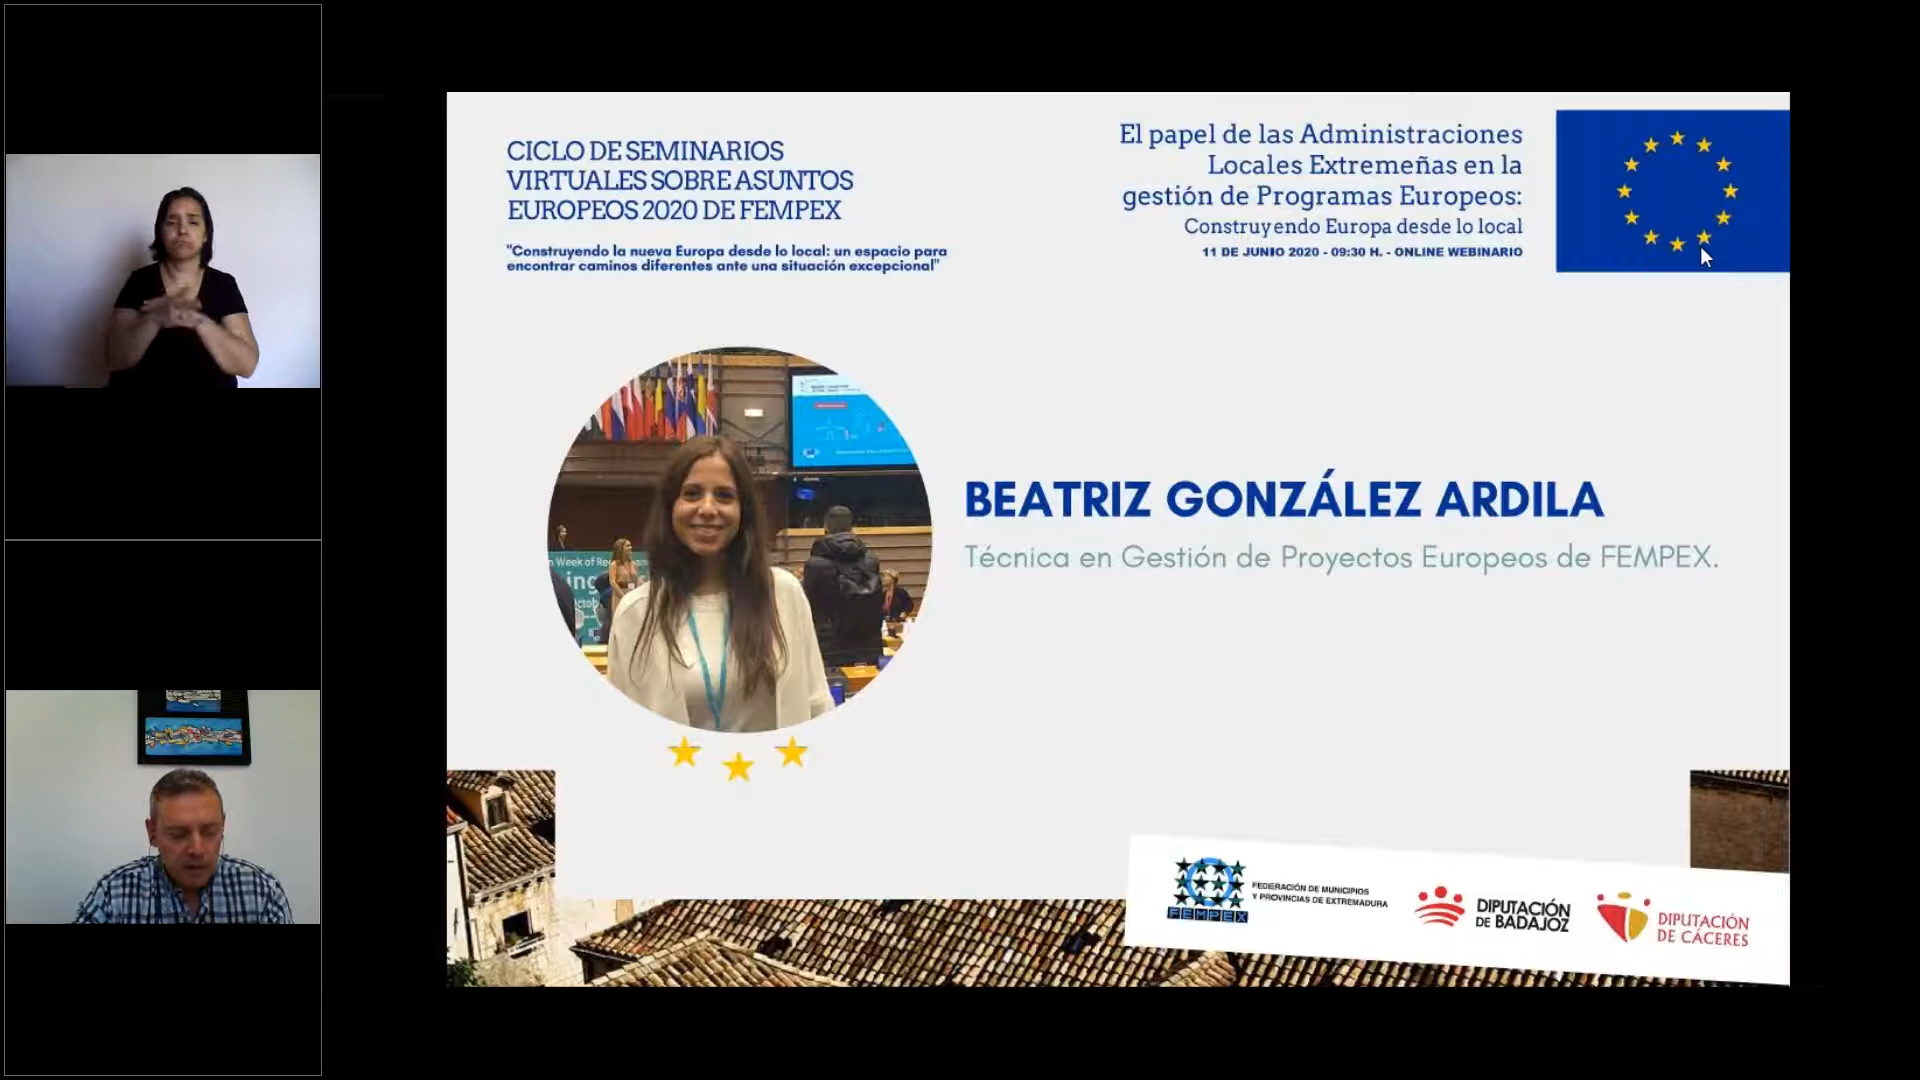 CICLO DE SEMINARIOS
VIRTUALES SOBRE ASUNTOS
EUROPEOS 2020 DE FEMPEX
"Construyendo la nueva Europa desde lo local: un espacio para
encontrar caminos diferentes ante una situación excepcional"
El papel de las Administraciones
Locales Extremeñas en la
gestión de Programas Europeos:
Construyendo Europa desde lo local
11 DE JUNIO 2020 - 09:30 H. - ONLINE WEBINARIO
Week of Re
BEATRIZ GONZÁLEZ ARDILA
Técnica en Gestión de Proyectos Europeos de FEMPEX.
FEMPEX
FEDERACIÓN DE MUNICIPIOS
Y PROVINCIAS DE EXTREMADURA
DIPUTACIÓN
DE BADAJOZ
DIPUTACIÓN
DE CÁCERES